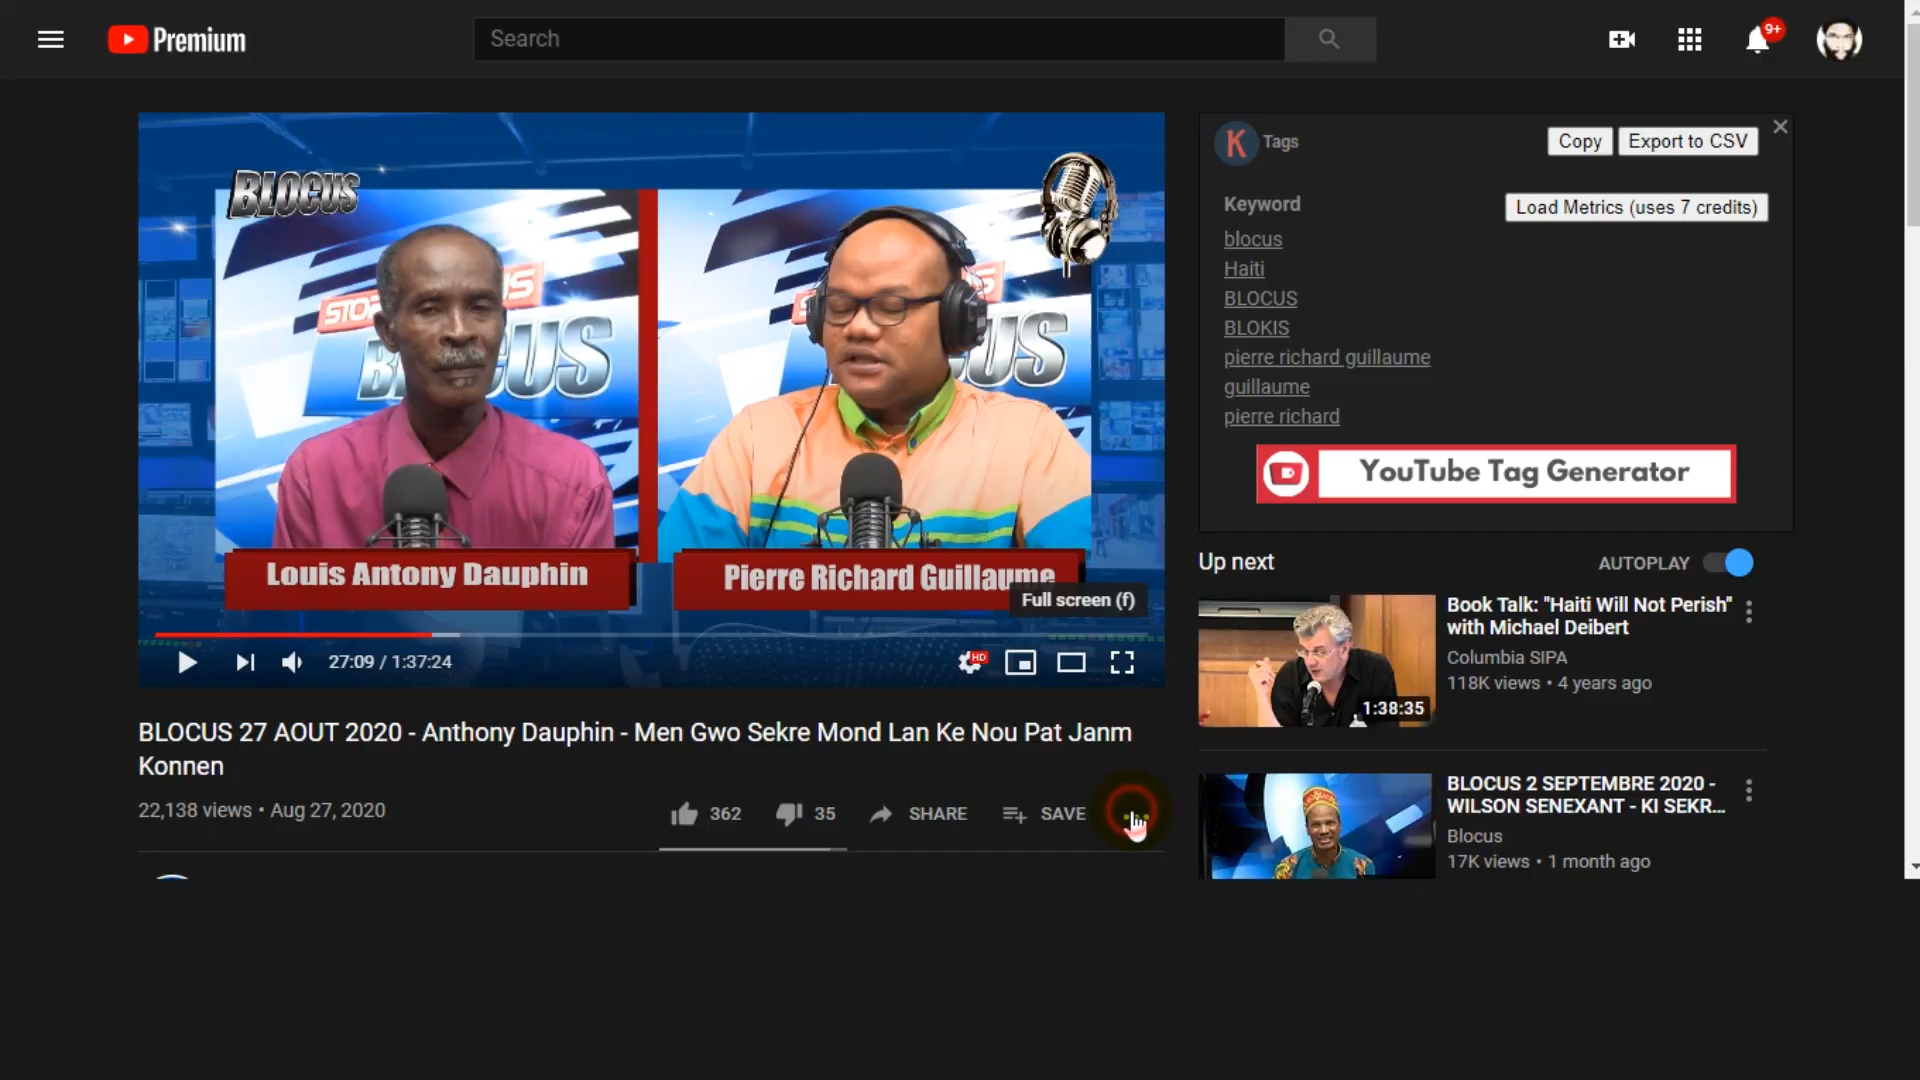 Premium
Search
9+
BLOCUS
STOP
US
BLOCUS
S
CUS
Louis Antony Dauphin
Pierre Richard Guillaume
Full screen (f)
27:09 / 1:37:24
HD
BLOCUS 27 AOUT 2020 - Anthony Dauphin - Men Gwo Sekre Mond Lan Ke Nou Pat Janm
Konnen
22,138 views • Aug 27, 2020
362
35
SHARE
SAVE
K
Tags
Copy
Export to CSV
Keyword
Load Metrics (uses 7 credits)
blocus
Haiti
BLOCUS
BLOKIS
pierre richard guillaume
guillaume
pierre richard
YouTube Tag Generator
Up next
AUTOPLAY
Book Talk: "Haiti Will Not Perish"
with Michael Deibert
Columbia SIPA
118K views • 4 years ago
1:38:35
BLOCUS 2 SEPTEMBRE 2020 -
WILSON SENEXANT - KI SEKR...
Blocus
17K views • 1 month ago